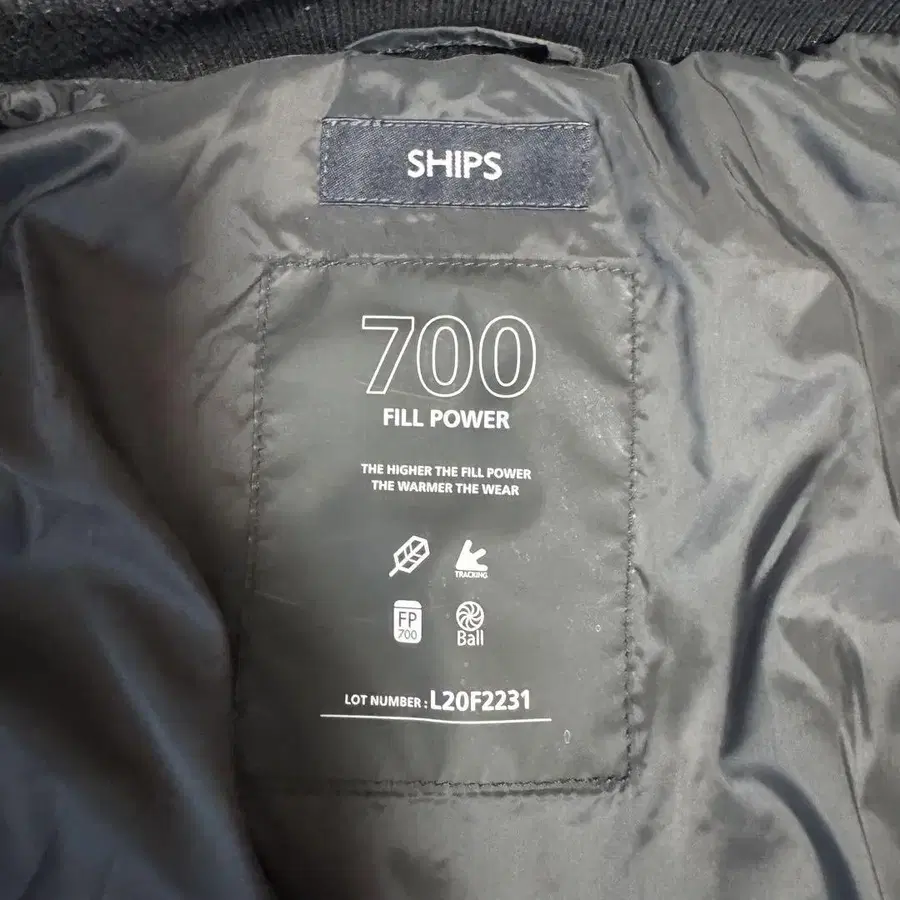 SHIPS
700
FILL POWER
THE HIGHER THE FILL POWER
THE WARMER THE WEAR
TRACKING
FP
700
Ball
LOT NUMBER : L20F2231